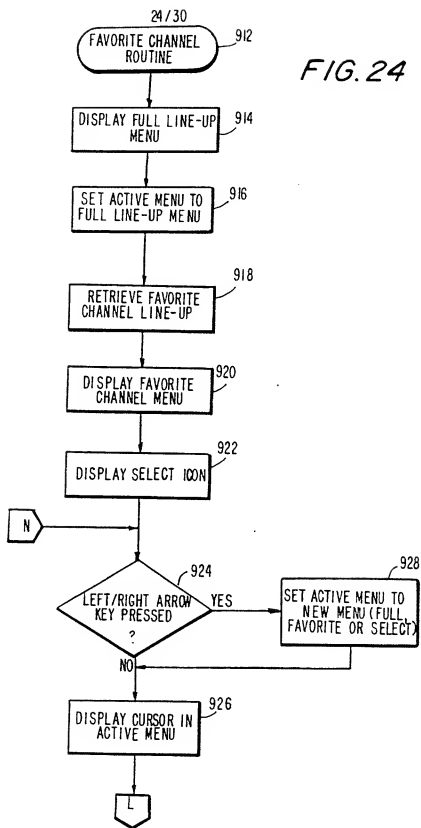 24/30
FAVORITE CHANNEL
ROUTINE
912
FIG. 24
DISPLAY FULL LINE-UP
MENU
914
SET ACTIVE MENU TO
FULL LINE-UP MENU
916
RETRIEVE FAVORITE
CHANNEL LINE-UP
918
DISPLAY FAVORITE
CHANNEL MENU
920
DISPLAY SELECT ICON
922
N
LEFT/RIGHT ARROW
KEY PRESSED
?
924
YES
SET ACTIVE MENU TO
NEW MENU (FULL,
FAVORITE OR SELECT)
928
NO
DISPLAY CURSOR IN
ACTIVE MENU
926
L